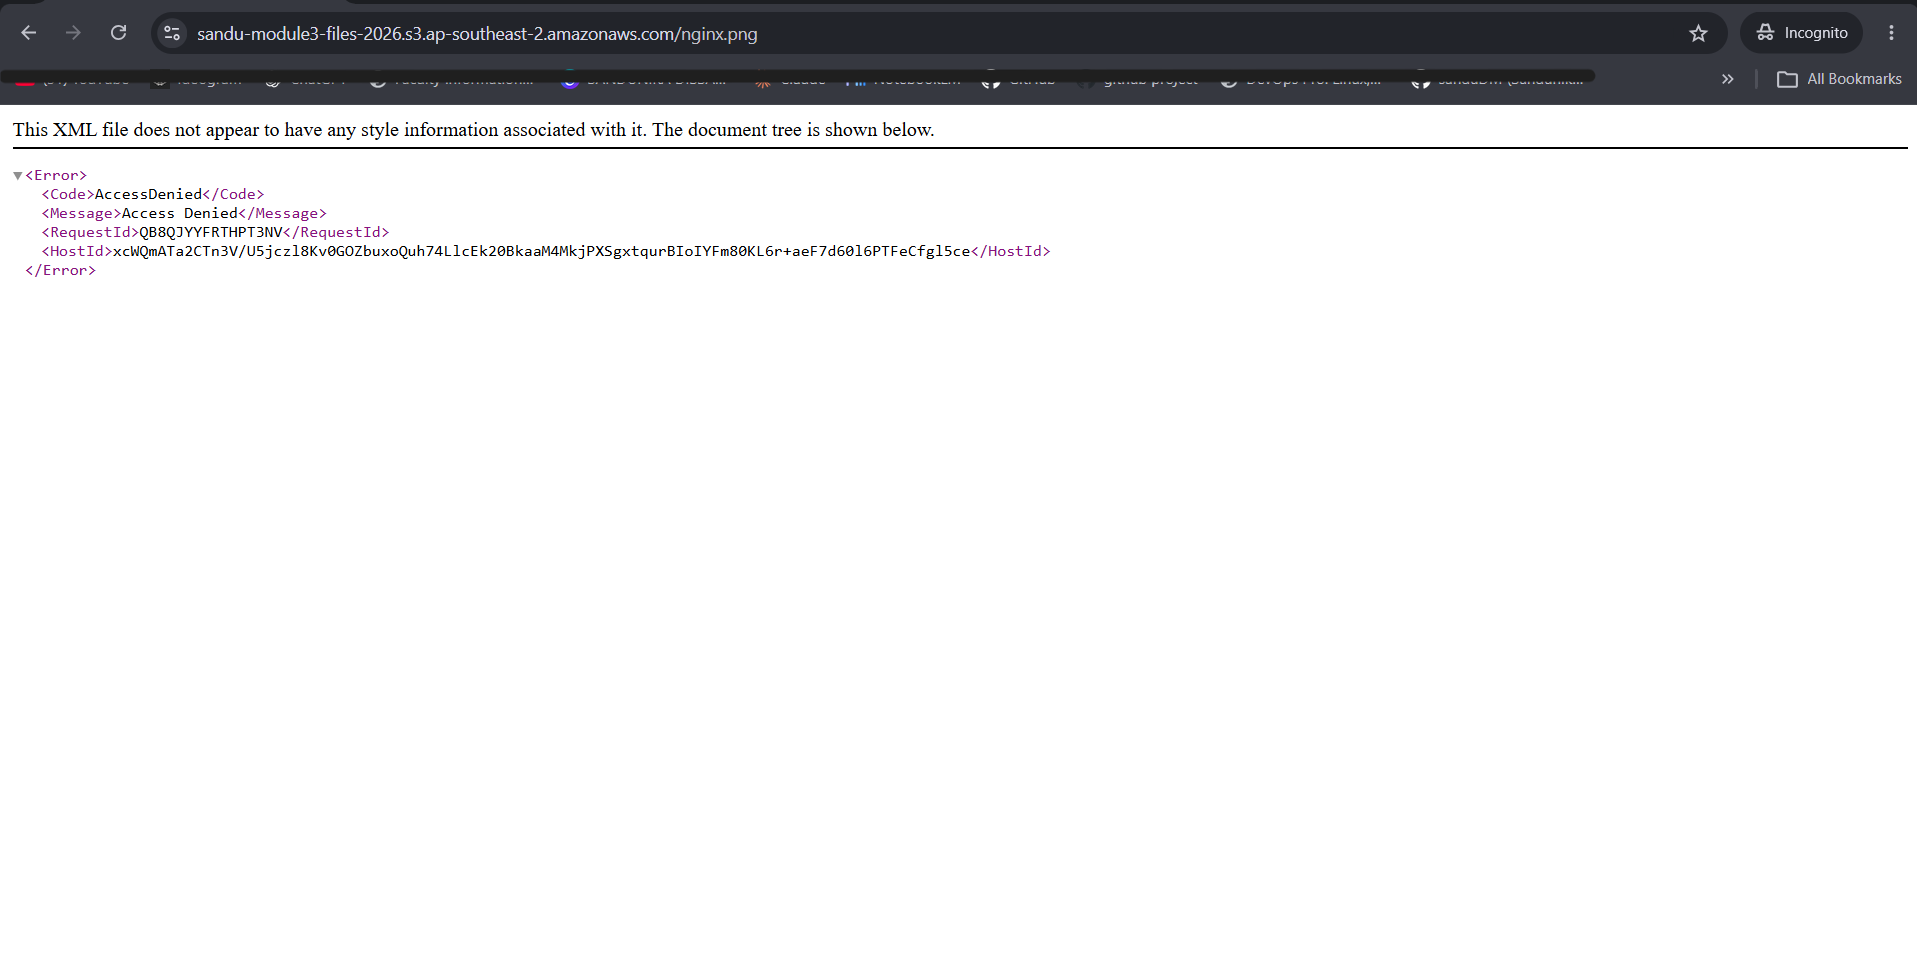 sandu-module3-files-2026.s3.ap-southeast-2.amazonaws.com/nginx.png
Incognito
All Bookmarks
This XML file does not appear to have any style information associated with it. The document tree is shown below.
<Error>
<Code>AccessDenied</Code>
<Message>Access Denied</Message>
<RequestId>QB8QJYYFRTHPT3NV</RequestId>
<HostId>xcWQmATa2CTn3V/U5jczl8Kv0GOZbuxoQuh74LlcEk20BkaaM4MkjPXSgxtqurBIoIYFm80KL6r+aeF7d60l6PTFeCfgl5ce</HostId>
</Error>